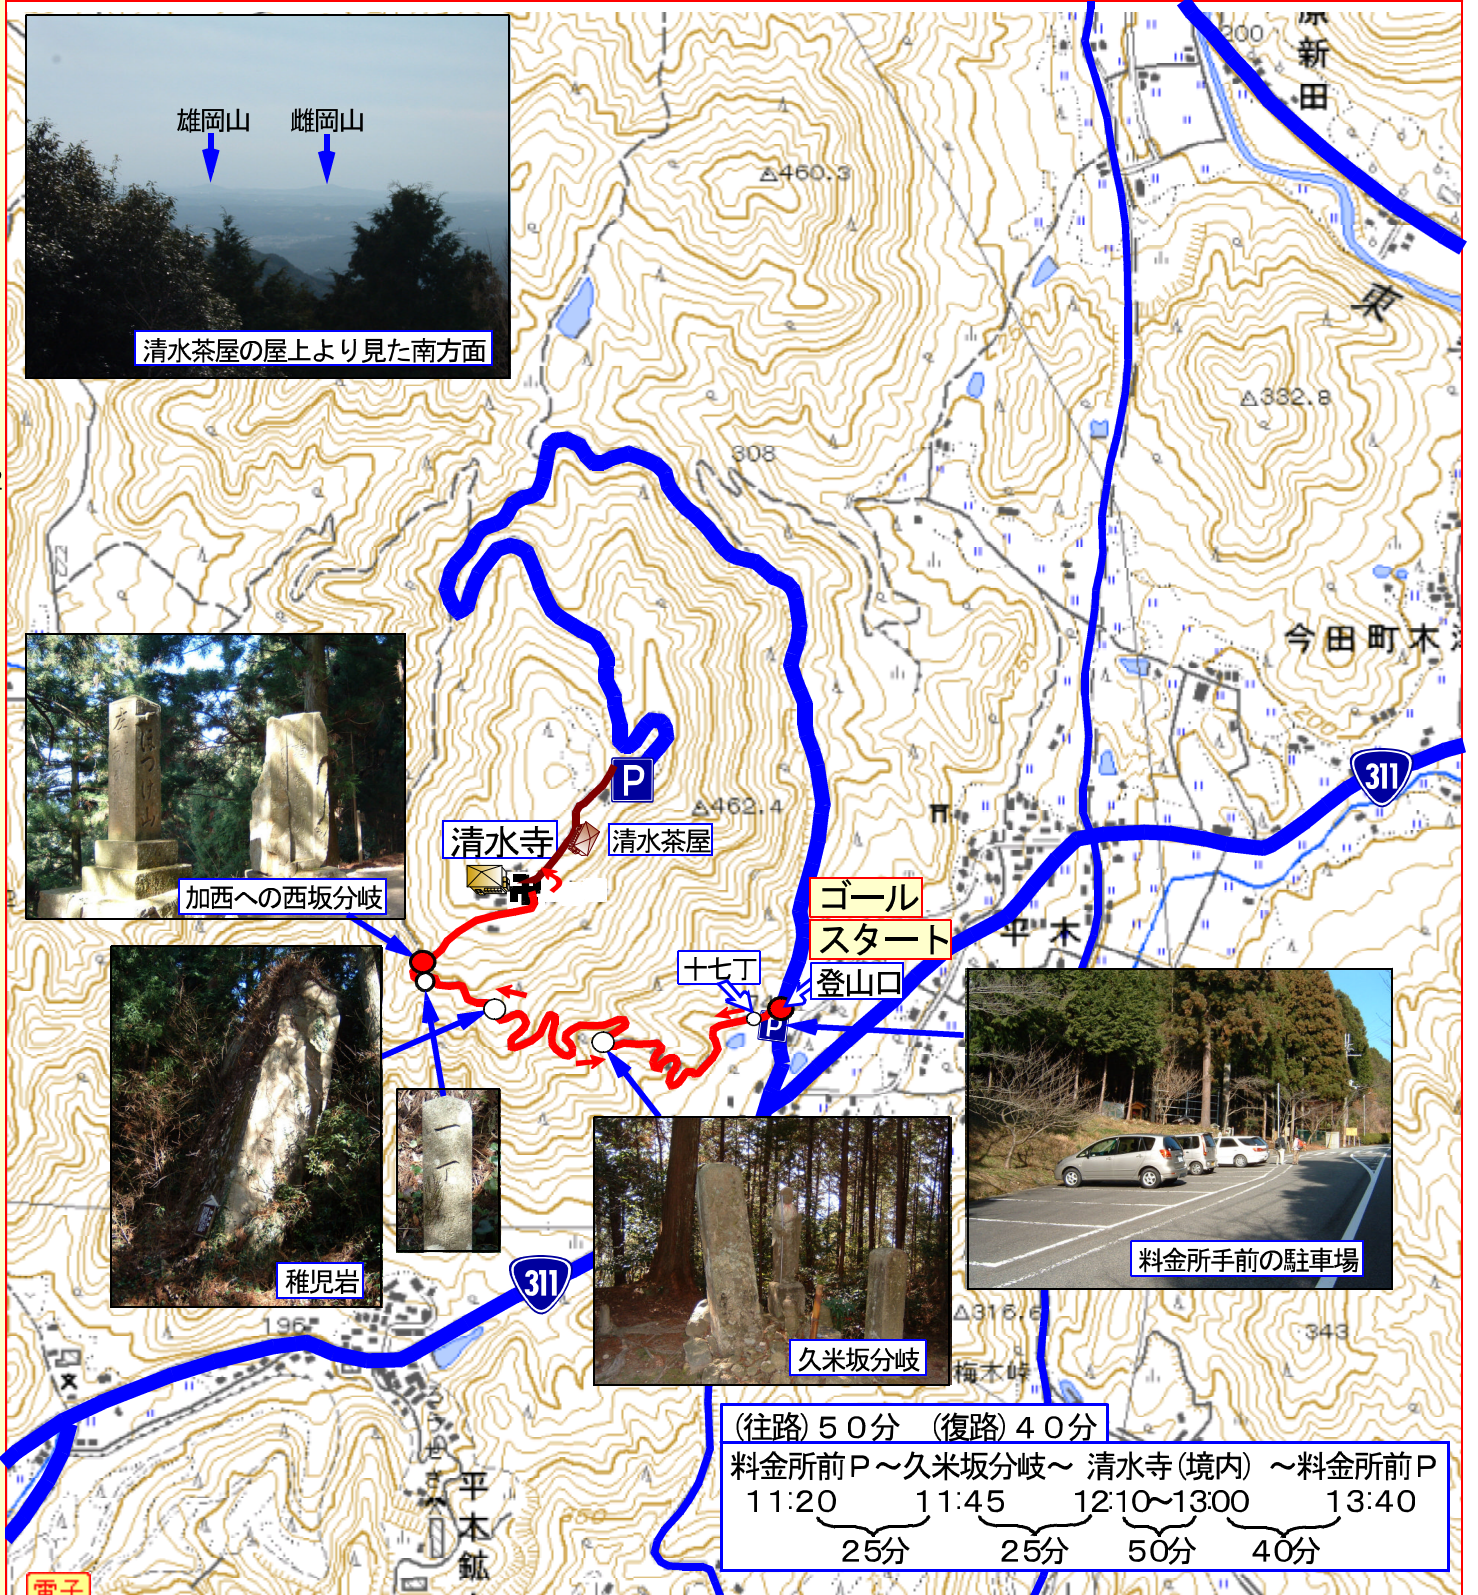 原
新
田
200
雄岡山 雌岡山
△460.3
東
清水茶屋の屋上より見た南方面
△332.8
308
今田町木
250
200
311
P
△462.4
清水寺
清水茶屋
加西への西坂分岐
ゴール
スタート
平木
十七丁
登山口
P
一丁
稚児岩
料金所手前の駐車場
311
196
久米坂分岐
△316.6
343
梅木峠
(往路)50分 (復路)40分
料金所前P～久米坂分岐～ 清水寺(境内) ～料金所前P
11:20 11:45 12:10～13:00 13:40
25分 25分 50分 40分
平
木
鉱
電子